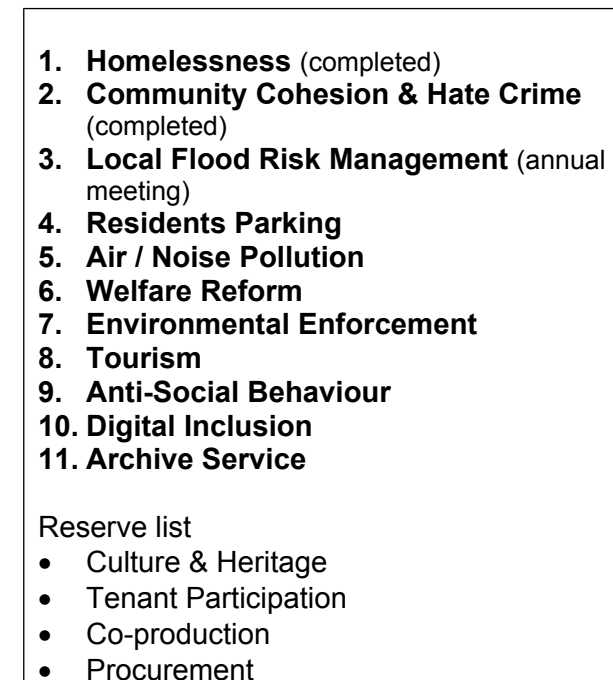 1. Homelessness (completed)
2. Community Cohesion & Hate Crime
(completed)
3. Local Flood Risk Management (annual
meeting)
4. Residents Parking
5. Air / Noise Pollution
6. Welfare Reform
7. Environmental Enforcement
8. Tourism
9. Anti-Social Behaviour
10. Digital Inclusion
11. Archive Service
Reserve list
• Culture & Heritage
• Tenant Participation
• Co-production
• Procurement